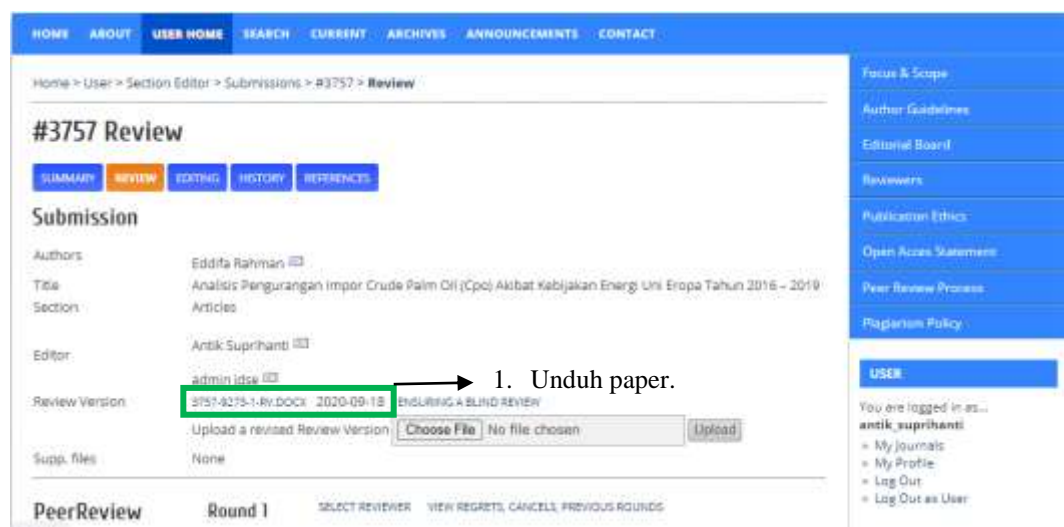 HOME ABOUT USER HOME SEARCH CURRENT ARCHIVES ANNOUNCEMENTS CONTACT
Home > User > Section Editor > Submissions > #3757 > Review
#3757 Review
SUMMARY REVIEW EDITING HISTORY REFERENCES
Submission
Authors Eddifa Rahman
Title Analisis Pengurangan Impor Crude Palm Oil (Cpo) Akibat Kebijakan Energi Uni Eropa Tahun 2016 – 2019
Section Articles
Editor Antik Suprihanti
admin jdse
Review Version 3757-9275-1-RV.DOCX 2020-09-18 ENSURING A BLIND REVIEW
1. Unduh paper.
Upload a revised Review Version Choose File No file chosen Upload
Supp. files None
PeerReview Round 1 SELECT REVIEWER VIEW REGRETS, CANCELS, PREVIOUS ROUNDS
Focus & Scope
Author Guidelines
Editorial Board
Reviewers
Publication Ethics
Open Acces Statement
Peer Review Process
Plagiarism Policy
USER
You are logged in as...
antik_suprihanti
» My Journals
» My Profile
» Log Out
» Log Out as User